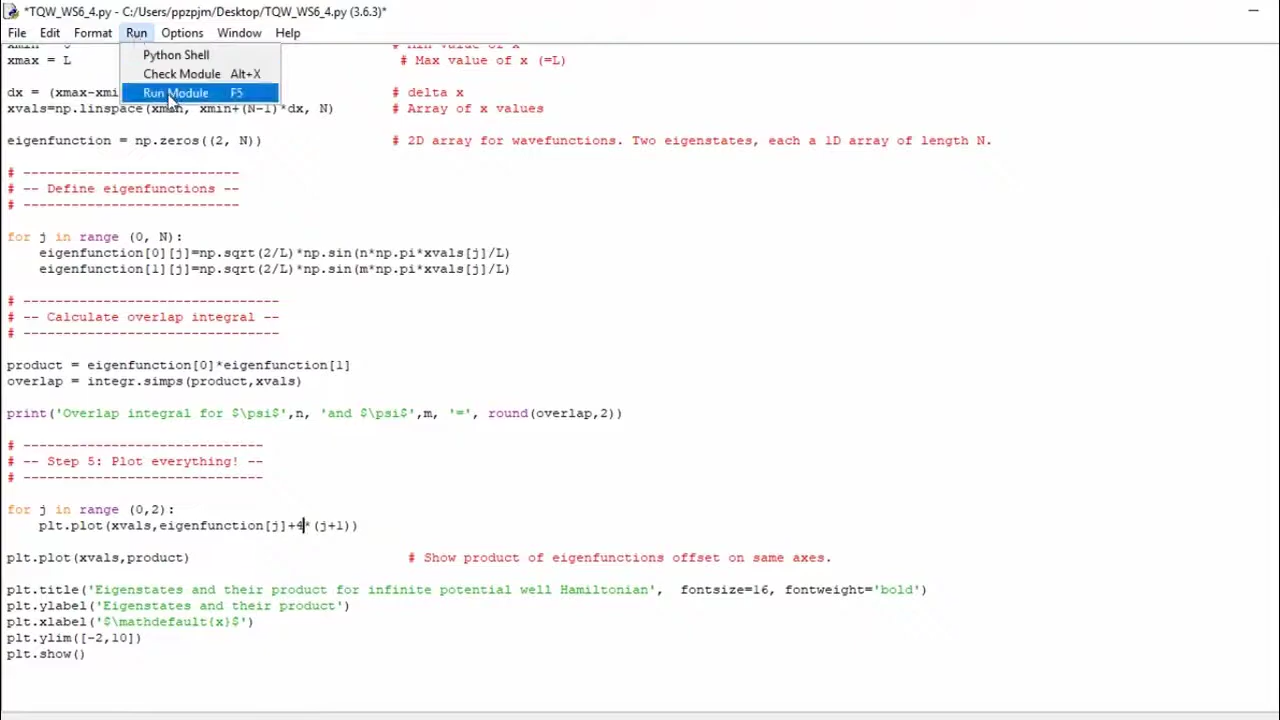 *TQW_WS6_4.py - C:/Users/ppzpjm/Desktop/TQW_WS6_4.py (3.6.3)*
File Edit Format Run Options Window Help
Python Shell
Check Module Alt+X
Run Module F5
xmin = 0 # Min value of x
xmax = L # Max value of x (=L)
dx = (xmax-xmi # delta x
xvals=np.linspace(xmin, xmin+(N-1)*dx, N) # Array of x values
eigenfunction = np.zeros((2, N)) # 2D array for wavefunctions. Two eigenstates, each a 1D array of length N.
# ---------------------------
# -- Define eigenfunctions --
# ---------------------------
for j in range (0, N):
eigenfunction[0][j]=np.sqrt(2/L)*np.sin(n*np.pi*xvals[j]/L)
eigenfunction[1][j]=np.sqrt(2/L)*np.sin(m*np.pi*xvals[j]/L)
# --------------------------------
# -- Calculate overlap integral --
# --------------------------------
product = eigenfunction[0]*eigenfunction[1]
overlap = integr.simps(product,xvals)
print('Overlap integral for $\psi$',n, 'and $\psi$',m, '=', round(overlap,2))
# ------------------------------
# -- Step 5: Plot everything! --
# ------------------------------
for j in range (0,2):
plt.plot(xvals,eigenfunction[j]+4*(j+1))
plt.plot(xvals,product) # Show product of eigenfunctions offset on same axes.
plt.title('Eigenstates and their product for infinite potential well Hamiltonian', fontsize=16, fontweight='bold')
plt.ylabel('Eigenstates and their product')
plt.xlabel('$\mathdefault{x}$')
plt.ylim([-2,10])
plt.show()